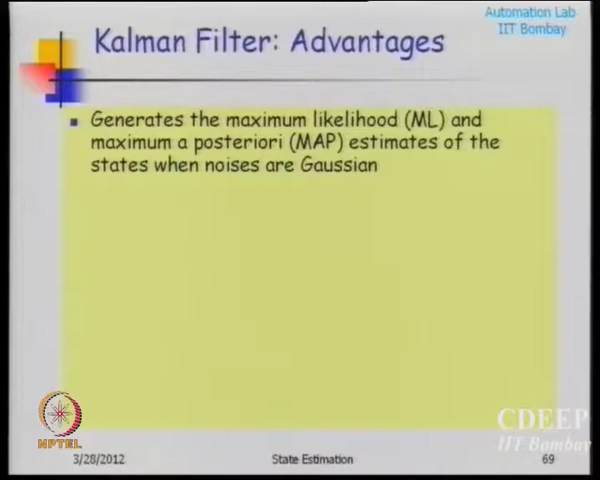 Automation Lab
IIT Bombay
Kalman Filter: Advantages
Generates the maximum likelihood (ML) and
maximum a posteriori (MAP) estimates of the
states when noises are Gaussian
NPTEL
CDEEP
IIT Bombay
3/28/2012
State Estimation
69